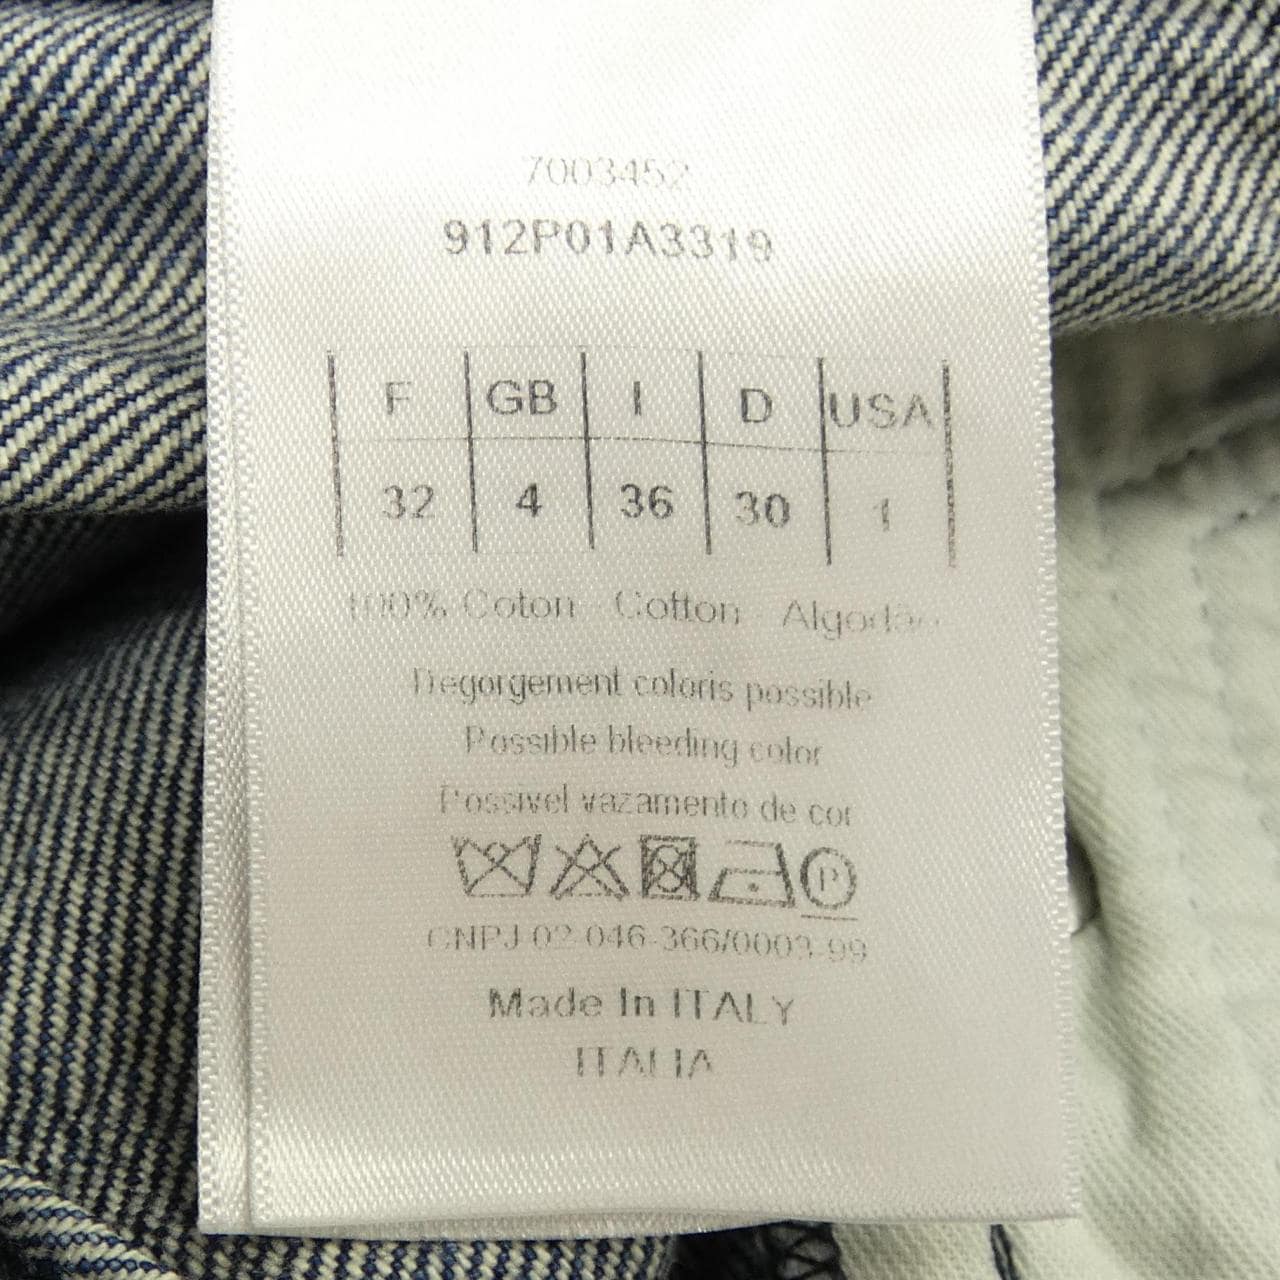 7003452
912P01A3319
F GB I D USA
32 4 36 30 1
100% Coton - Cotton - Algodão
Degorgement coloris possible
Possible bleeding color
Possivel vazamento de cor
P
CNPJ 02-046-366/0003-99
Made In ITALY
ITALIA